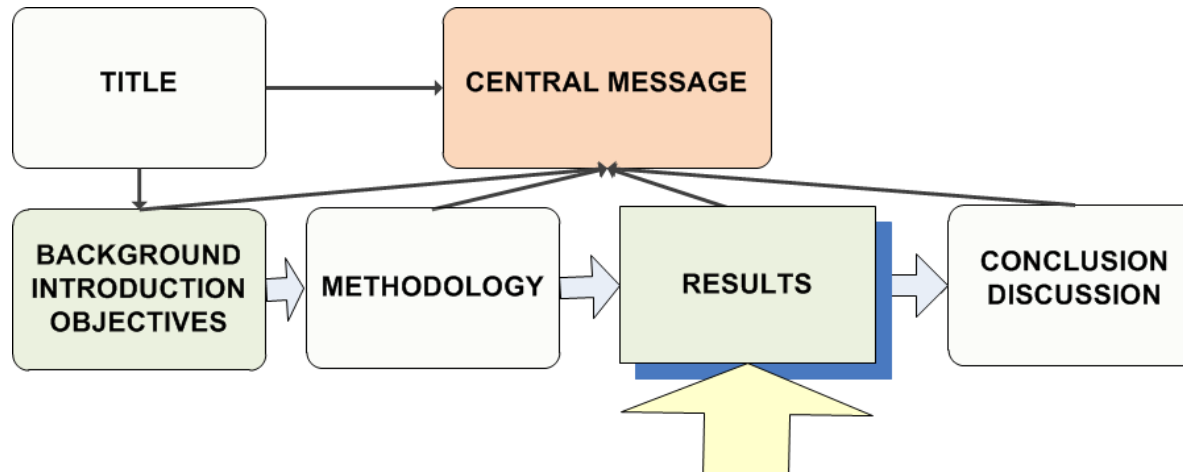 TITLE
CENTRAL MESSAGE
BACKGROUND
INTRODUCTION
OBJECTIVES
METHODOLOGY
RESULTS
CONCLUSION
DISCUSSION